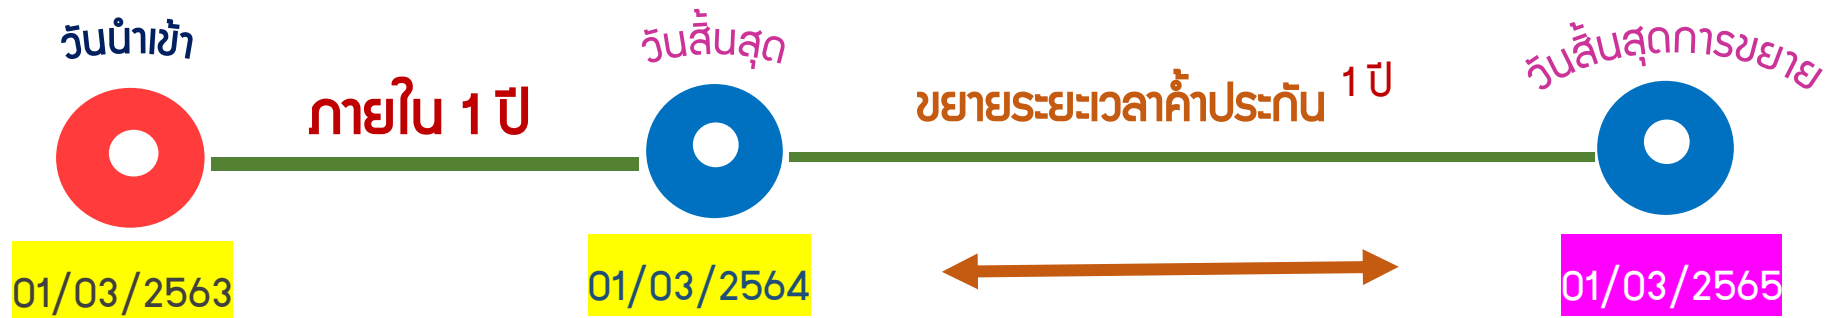 วันนำเข้า
ภายใน 1 ปี
วันสิ้นสุด
ขยายระยะเวลาค้ำประกัน 1 ปี
วันสิ้นสุดการขยาย
01/03/2563
01/03/2564
01/03/2565